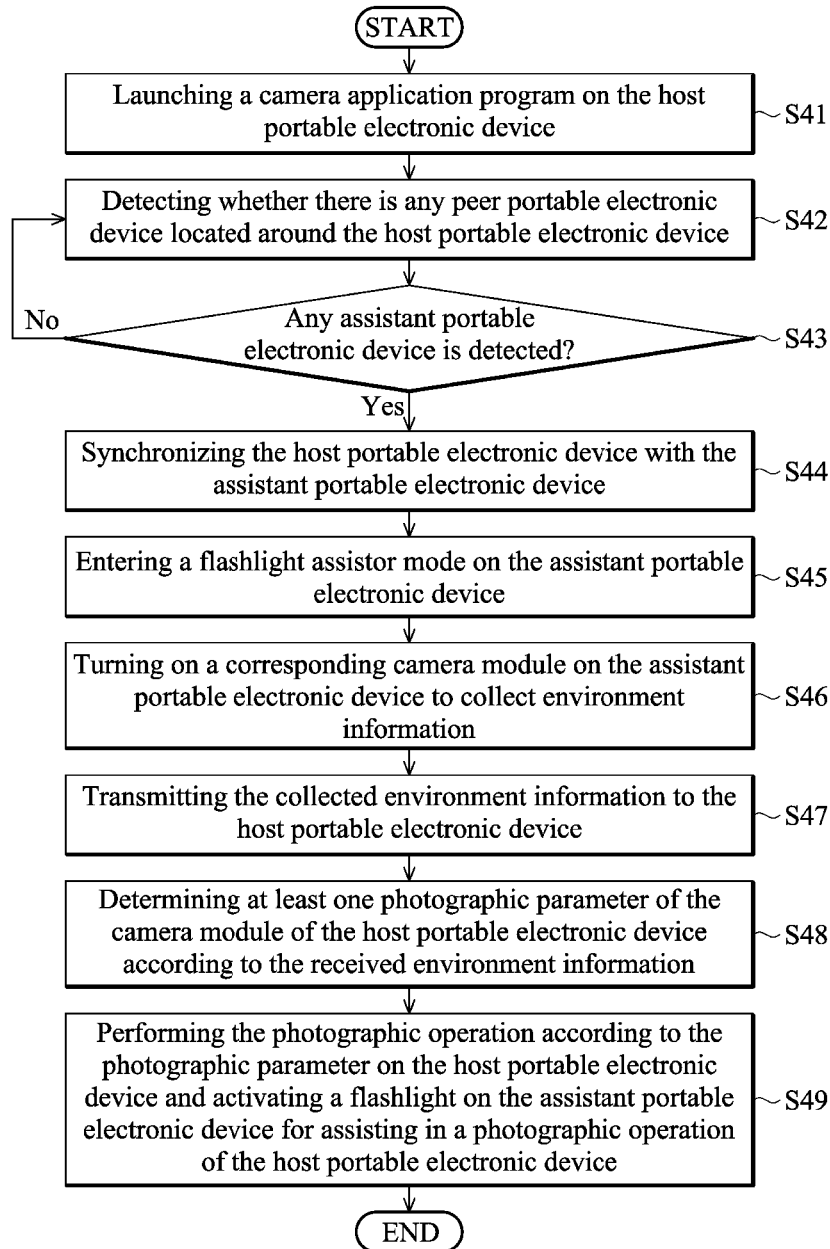 START
Launching a camera application program on the host
portable electronic device
S41
Detecting whether there is any peer portable electronic
device located around the host portable electronic device
S42
No
Any assistant portable
electronic device is detected?
S43
Yes
Synchronizing the host portable electronic device with the
assistant portable electronic device
S44
Entering a flashlight assistor mode on the assistant portable
electronic device
S45
Turning on a corresponding camera module on the assistant
portable electronic device to collect environment
information
S46
Transmitting the collected environment information to the
host portable electronic device
S47
Determining at least one photographic parameter of the
camera module of the host portable electronic device
according to the received environment information
S48
Performing the photographic operation according to the
photographic parameter on the host portable electronic
device and activating a flashlight on the assistant portable
electronic device for assisting in a photographic operation
of the host portable electronic device
S49
END